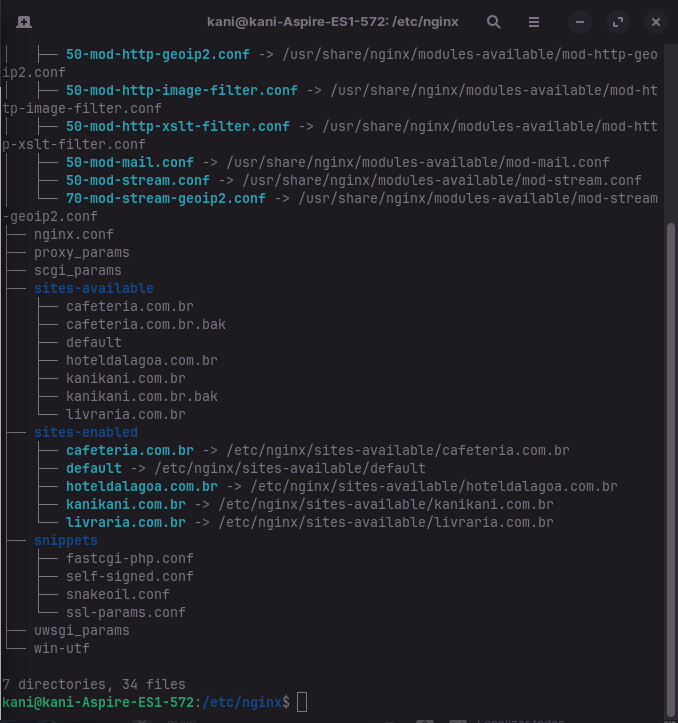 kani@kani-Aspire-ES1-572: /etc/nginx
│   ├── 50-mod-http-geoip2.conf -> /usr/share/nginx/modules-available/mod-http-geo
ip2.conf
│   ├── 50-mod-http-image-filter.conf -> /usr/share/nginx/modules-available/mod-ht
tp-image-filter.conf
│   ├── 50-mod-http-xslt-filter.conf -> /usr/share/nginx/modules-available/mod-htt
p-xslt-filter.conf
│   ├── 50-mod-mail.conf -> /usr/share/nginx/modules-available/mod-mail.conf
│   ├── 50-mod-stream.conf -> /usr/share/nginx/modules-available/mod-stream.conf
│   └── 70-mod-stream-geoip2.conf -> /usr/share/nginx/modules-available/mod-stream
-geoip2.conf
├── nginx.conf
├── proxy_params
├── scgi_params
├── sites-available
│   ├── cafeteria.com.br
│   ├── cafeteria.com.br.bak
│   ├── default
│   ├── hoteldalagoa.com.br
│   ├── kanikani.com.br
│   ├── kanikani.com.br.bak
│   └── livraria.com.br
├── sites-enabled
│   ├── cafeteria.com.br -> /etc/nginx/sites-available/cafeteria.com.br
│   ├── default -> /etc/nginx/sites-available/default
│   ├── hoteldalagoa.com.br -> /etc/nginx/sites-available/hoteldalagoa.com.br
│   ├── kanikani.com.br -> /etc/nginx/sites-available/kanikani.com.br
│   └── livraria.com.br -> /etc/nginx/sites-available/livraria.com.br
├── snippets
│   ├── fastcgi-php.conf
│   ├── self-signed.conf
│   ├── snakeoil.conf
│   └── ssl-params.conf
├── uwsgi_params
└── win-utf
7 directories, 34 files
kani@kani-Aspire-ES1-572:/etc/nginx$